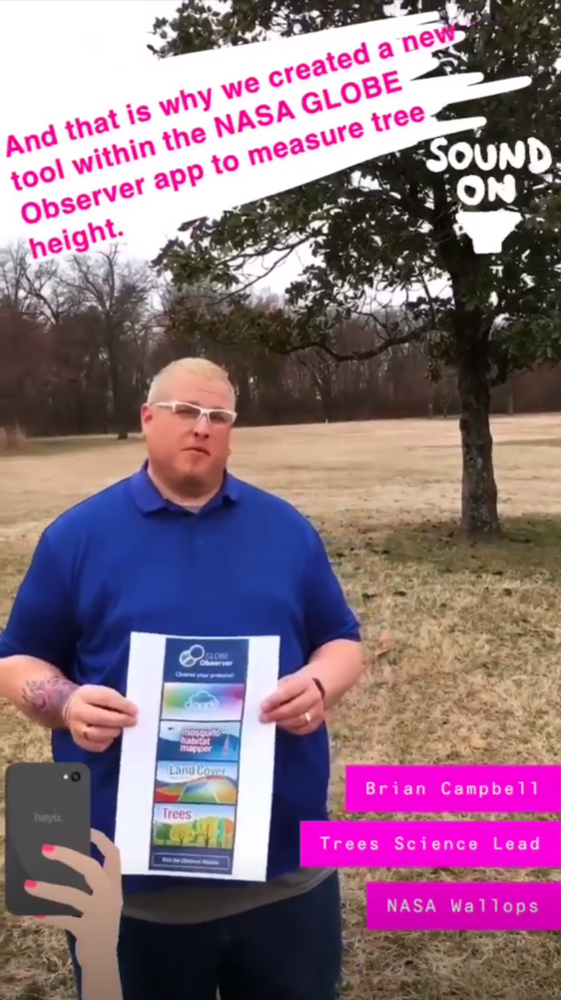 And that is why we created a new
tool within the NASA GLOBE
Observer app to measure tree
height.
SOUND
ON
GLOBE
Observer
Choose your protocol
clouds
mosquito
habitat
mapper
Land Cover
Trees
Visit the Observer Website
hayu.
Brian Campbell
Trees Science Lead
NASA Wallops